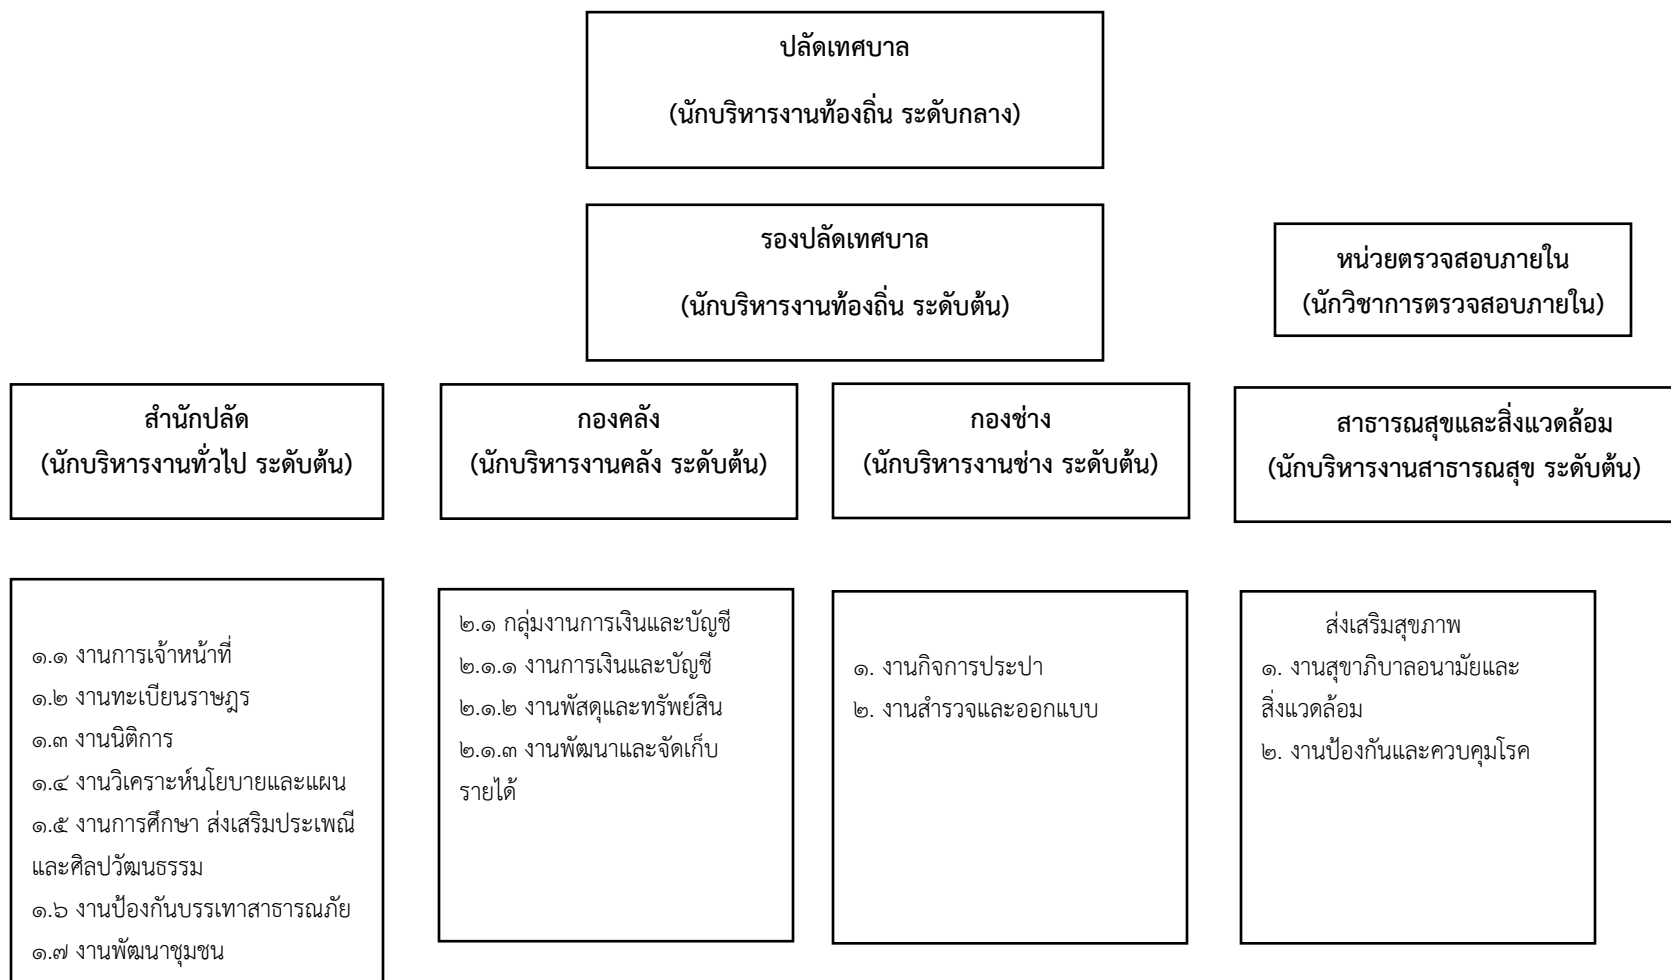 ปลัดเทศบาล
(นักบริหารงานท้องถิ่น ระดับกลาง)
รองปลัดเทศบาล
(นักบริหารงานท้องถิ่น ระดับต้น)
หน่วยตรวจสอบภายใน
(นักวิชาการตรวจสอบภายใน)
สำนักปลัด
(นักบริหารงานทั่วไป ระดับต้น)
กองคลัง
(นักบริหารงานคลัง ระดับต้น)
กองช่าง
(นักบริหารงานช่าง ระดับต้น)
สาธารณสุขและสิ่งแวดล้อม
(นักบริหารงานสาธารณสุข ระดับต้น)
๑.๑ งานการเจ้าหน้าที่
๑.๒ งานทะเบียนราษฎร
๑.๓ งานนิติการ
๑.๔ งานวิเคราะห์นโยบายและแผน
๑.๕ งานการศึกษา ส่งเสริมประเพณี
และศิลปวัฒนธรรม
๑.๖ งานป้องกันบรรเทาสาธารณภัย
๑.๗ งานพัฒนาชุมชน
๒.๑ กลุ่มงานการเงินและบัญชี
๒.๑.๑ งานการเงินและบัญชี
๒.๑.๒ งานพัสดุและทรัพย์สิน
๒.๑.๓ งานพัฒนาและจัดเก็บ
รายได้
๑. งานกิจการประปา
๒. งานสำรวจและออกแบบ
ส่งเสริมสุขภาพ
๑. งานสุขาภิบาลอนามัยและ
สิ่งแวดล้อม
๒. งานป้องกันและควบคุมโรค